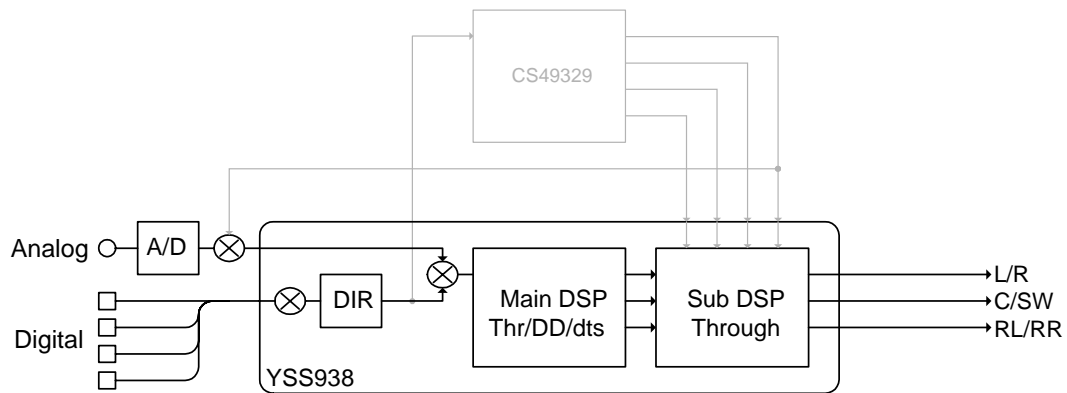 CS49329
Analog
A/D
L/R
DIR
Main DSP
Thr/DD/dts
Sub DSP
Through
C/SW
Digital
RL/RR
YSS938